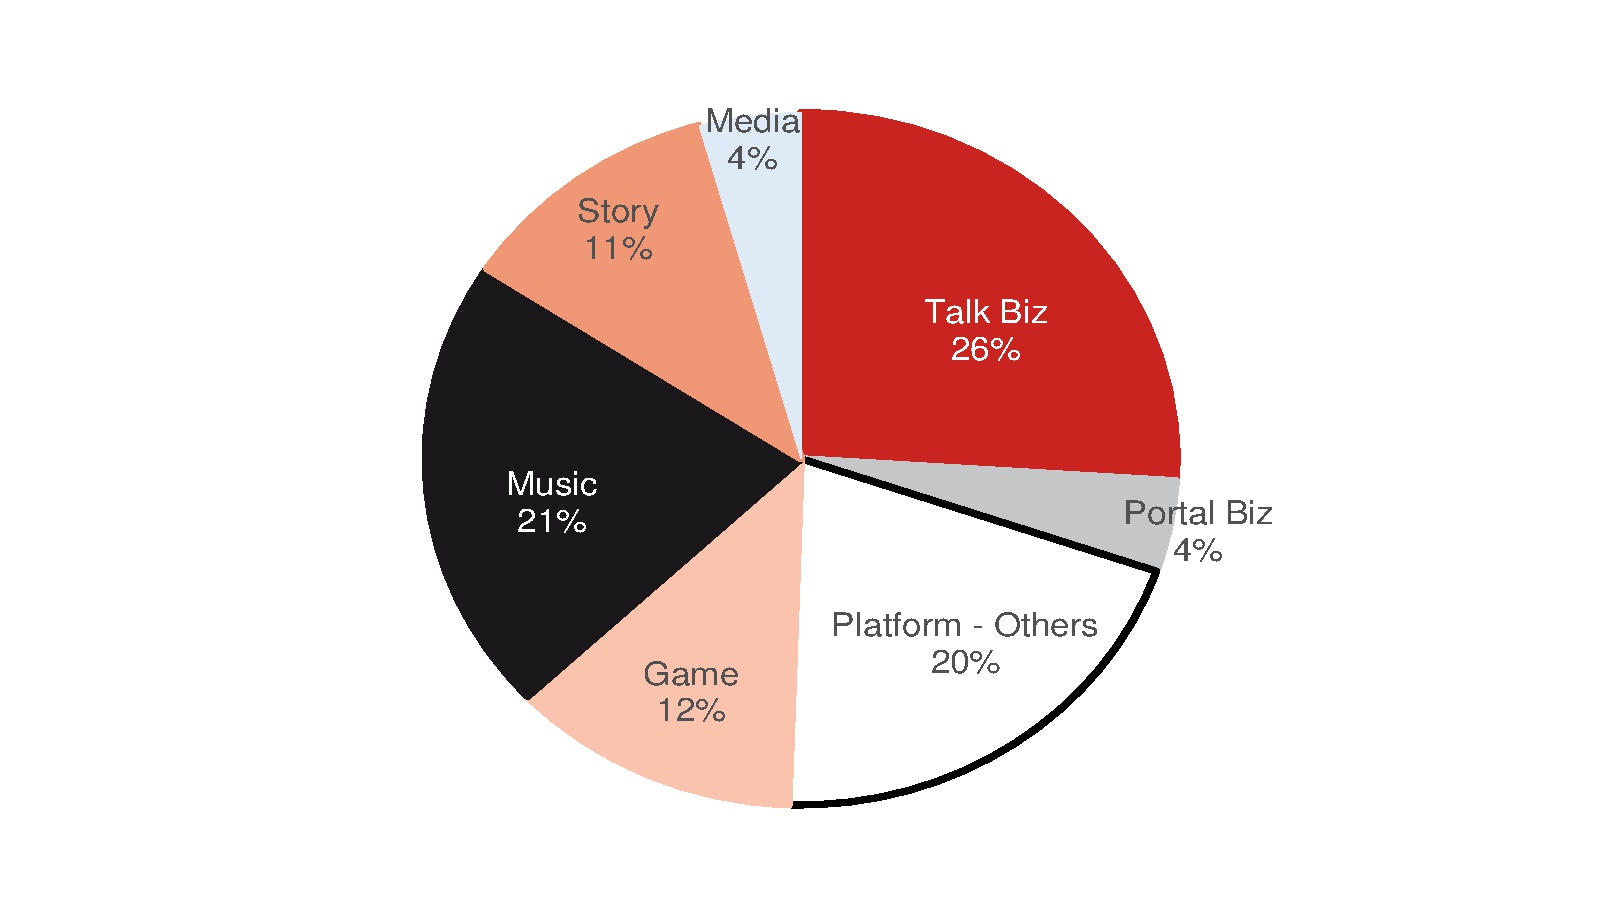 Media
4%
Story
11%
Talk Biz
26%
Music
21%
Portal Biz
4%
Platform - Others
20%
Game
12%